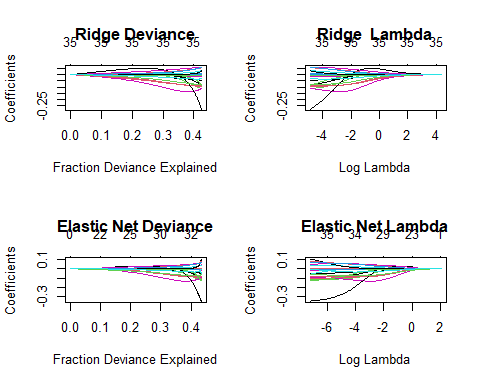 Ridge Deviance
35 35 35 35 35
Coefficients
-0.25
0.0 0.1 0.2 0.3 0.4
Fraction Deviance Explained
Ridge Lambda
35 35 35 35 35
Coefficients
-0.25
-4 -2 0 2 4
Log Lambda
Elastic Net Deviance
0 22 25 30 32
Coefficients
-0.3 0.1
0.0 0.1 0.2 0.3 0.4
Fraction Deviance Explained
Elastic Net Lambda
35 34 29 23 1
Coefficients
-0.3 0.1
-6 -4 -2 0 2
Log Lambda